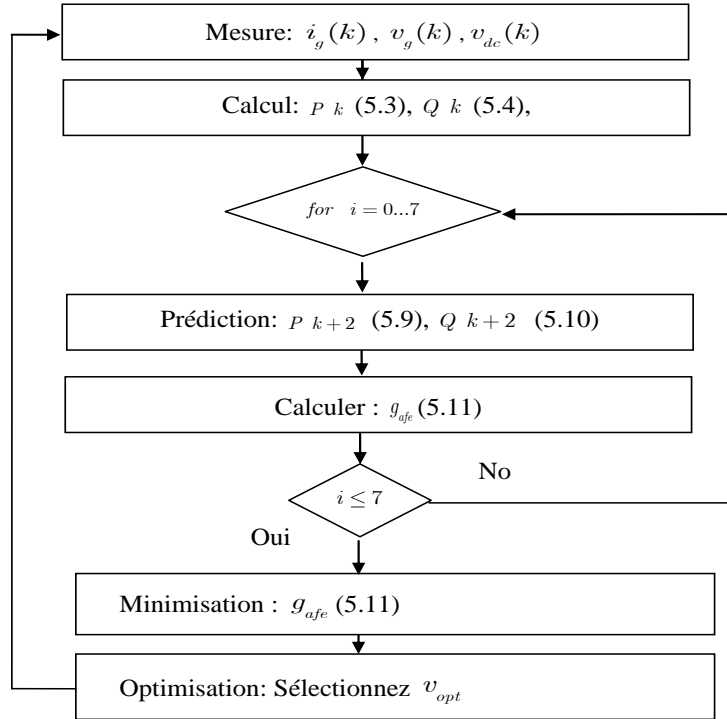 Mesure: i_g(k) , v_g(k) , v_dc(k)
Calcul: P k (5.3), Q k (5.4),
for i = 0...7
Prédiction: P k+2 (5.9), Q k+2 (5.10)
Calculer : g_afe (5.11)
i ≤ 7
No
Oui
Minimisation : g_afe (5.11)
Optimisation: Sélectionnez v_opt